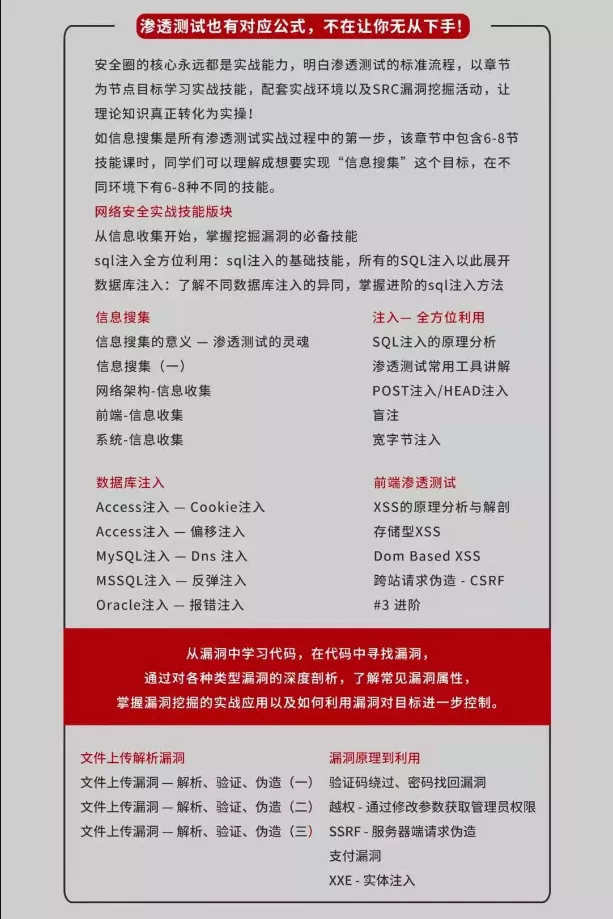 渗透测试也有对应公式，不在让你无从下手!
安全圈的核心永远都是实战能力，明白渗透测试的标准流程，以章节
为节点目标学习实战技能，配套实战环境以及SRC漏洞挖掘活动，让
理论知识真正转化为实操!
如信息搜集是所有渗透测试实战过程中的第一步，该章节中包含6-8节
技能课时，同学们可以理解成想要实现“信息搜集”这个目标，在不
同环境下有6-8种不同的技能。
网络安全实战技能版块
从信息收集开始，掌握挖掘漏洞的必备技能
sql注入全方位利用：sql注入的基础技能，所有的SQL注入以此展开
数据库注入：了解不同数据库注入的异同，掌握进阶的sql注入方法
信息搜集
信息搜集的意义 — 渗透测试的灵魂
信息搜集（一）
网络架构-信息收集
前端-信息收集
系统-信息收集
注入— 全方位利用
SQL注入的原理分析
渗透测试常用工具讲解
POST注入/HEAD注入
盲注
宽字节注入
数据库注入
Access注入 — Cookie注入
Access注入 — 偏移注入
MySQL注入 — Dns 注入
MSSQL注入 — 反弹注入
Oracle注入 — 报错注入
前端渗透测试
XSS的原理分析与解剖
存储型XSS
Dom Based XSS
跨站请求伪造 - CSRF
#3 进阶
从漏洞中学习代码，在代码中寻找漏洞，
通过对各种类型漏洞的深度剖析，了解常见漏洞属性，
掌握漏洞挖掘的实战应用以及如何利用漏洞对目标进一步控制。
文件上传解析漏洞
文件上传漏洞 — 解析、验证、伪造（一）
文件上传漏洞 — 解析、验证、伪造（二）
文件上传漏洞 — 解析、验证、伪造（三）
漏洞原理到利用
验证码绕过、密码找回漏洞
越权 - 通过修改参数获取管理员权限
SSRF - 服务器端请求伪造
支付漏洞
XXE - 实体注入